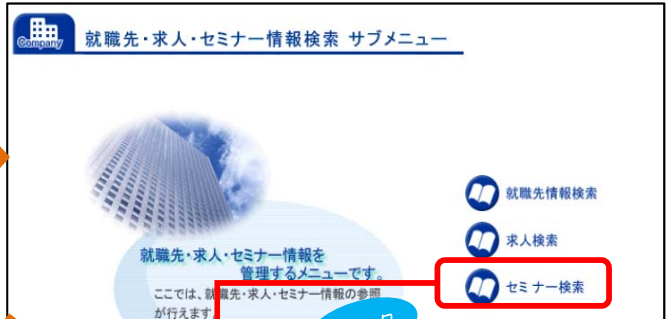 Company
就職先・求人・セミナー情報検索 サブメニュー
就職先情報検索
求人検索
セミナー検索
就職先・求人・セミナー情報を
管理するメニューです。
ここでは、就職先・求人・セミナー情報の参照
が行えます。